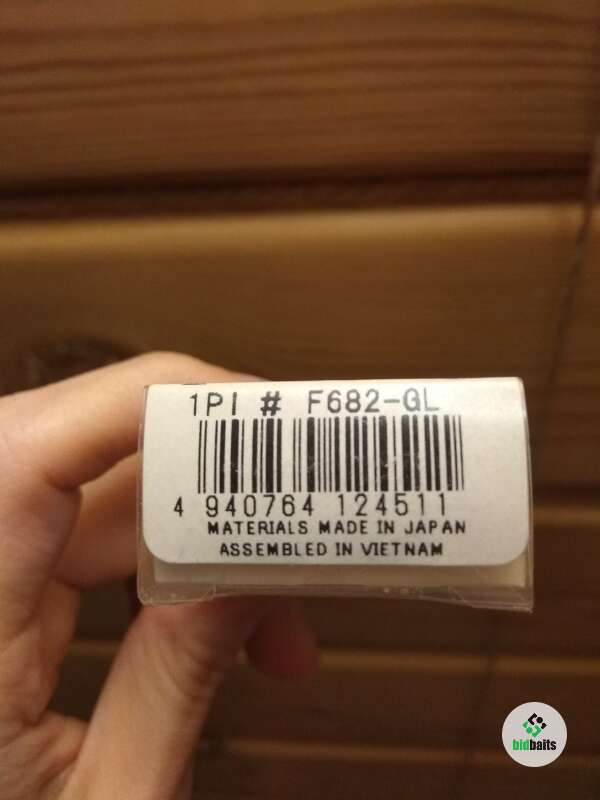 1PI # F682-GL
4 940764 124511
MATERIALS MADE IN JAPAN
ASSEMBLED IN VIETNAM
bidbaits